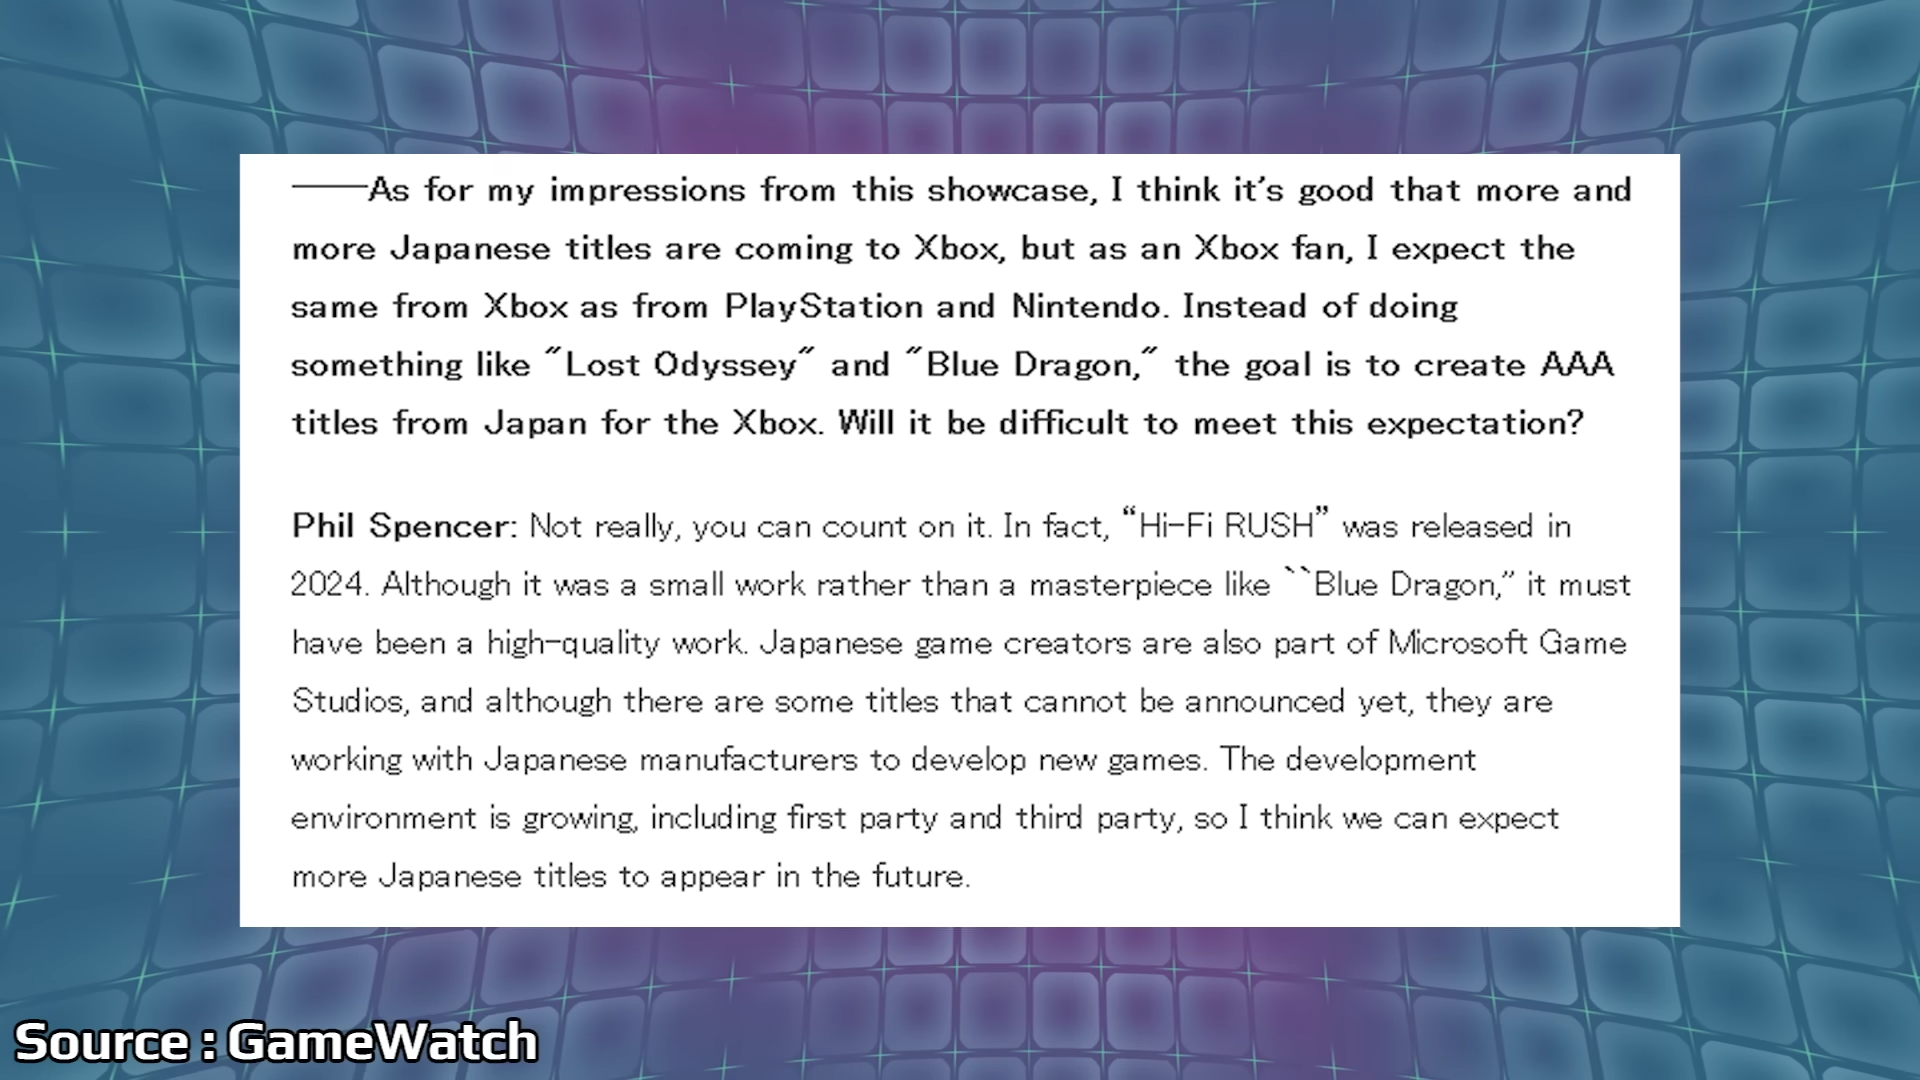 ——As for my impressions from this showcase, I think it's good that more and
more Japanese titles are coming to Xbox, but as an Xbox fan, I expect the
same from Xbox as from PlayStation and Nintendo. Instead of doing
something like ″Lost Odyssey″ and ″Blue Dragon,″ the goal is to create AAA
titles from Japan for the Xbox. Will it be difficult to meet this expectation?
Phil Spencer: Not really, you can count on it. In fact, “Hi-Fi RUSH” was released in
2024. Although it was a small work rather than a masterpiece like ``Blue Dragon,” it must
have been a high-quality work. Japanese game creators are also part of Microsoft Game
Studios, and although there are some titles that cannot be announced yet, they are
working with Japanese manufacturers to develop new games. The development
environment is growing, including first party and third party, so I think we can expect
more Japanese titles to appear in the future.
Source : GameWatch